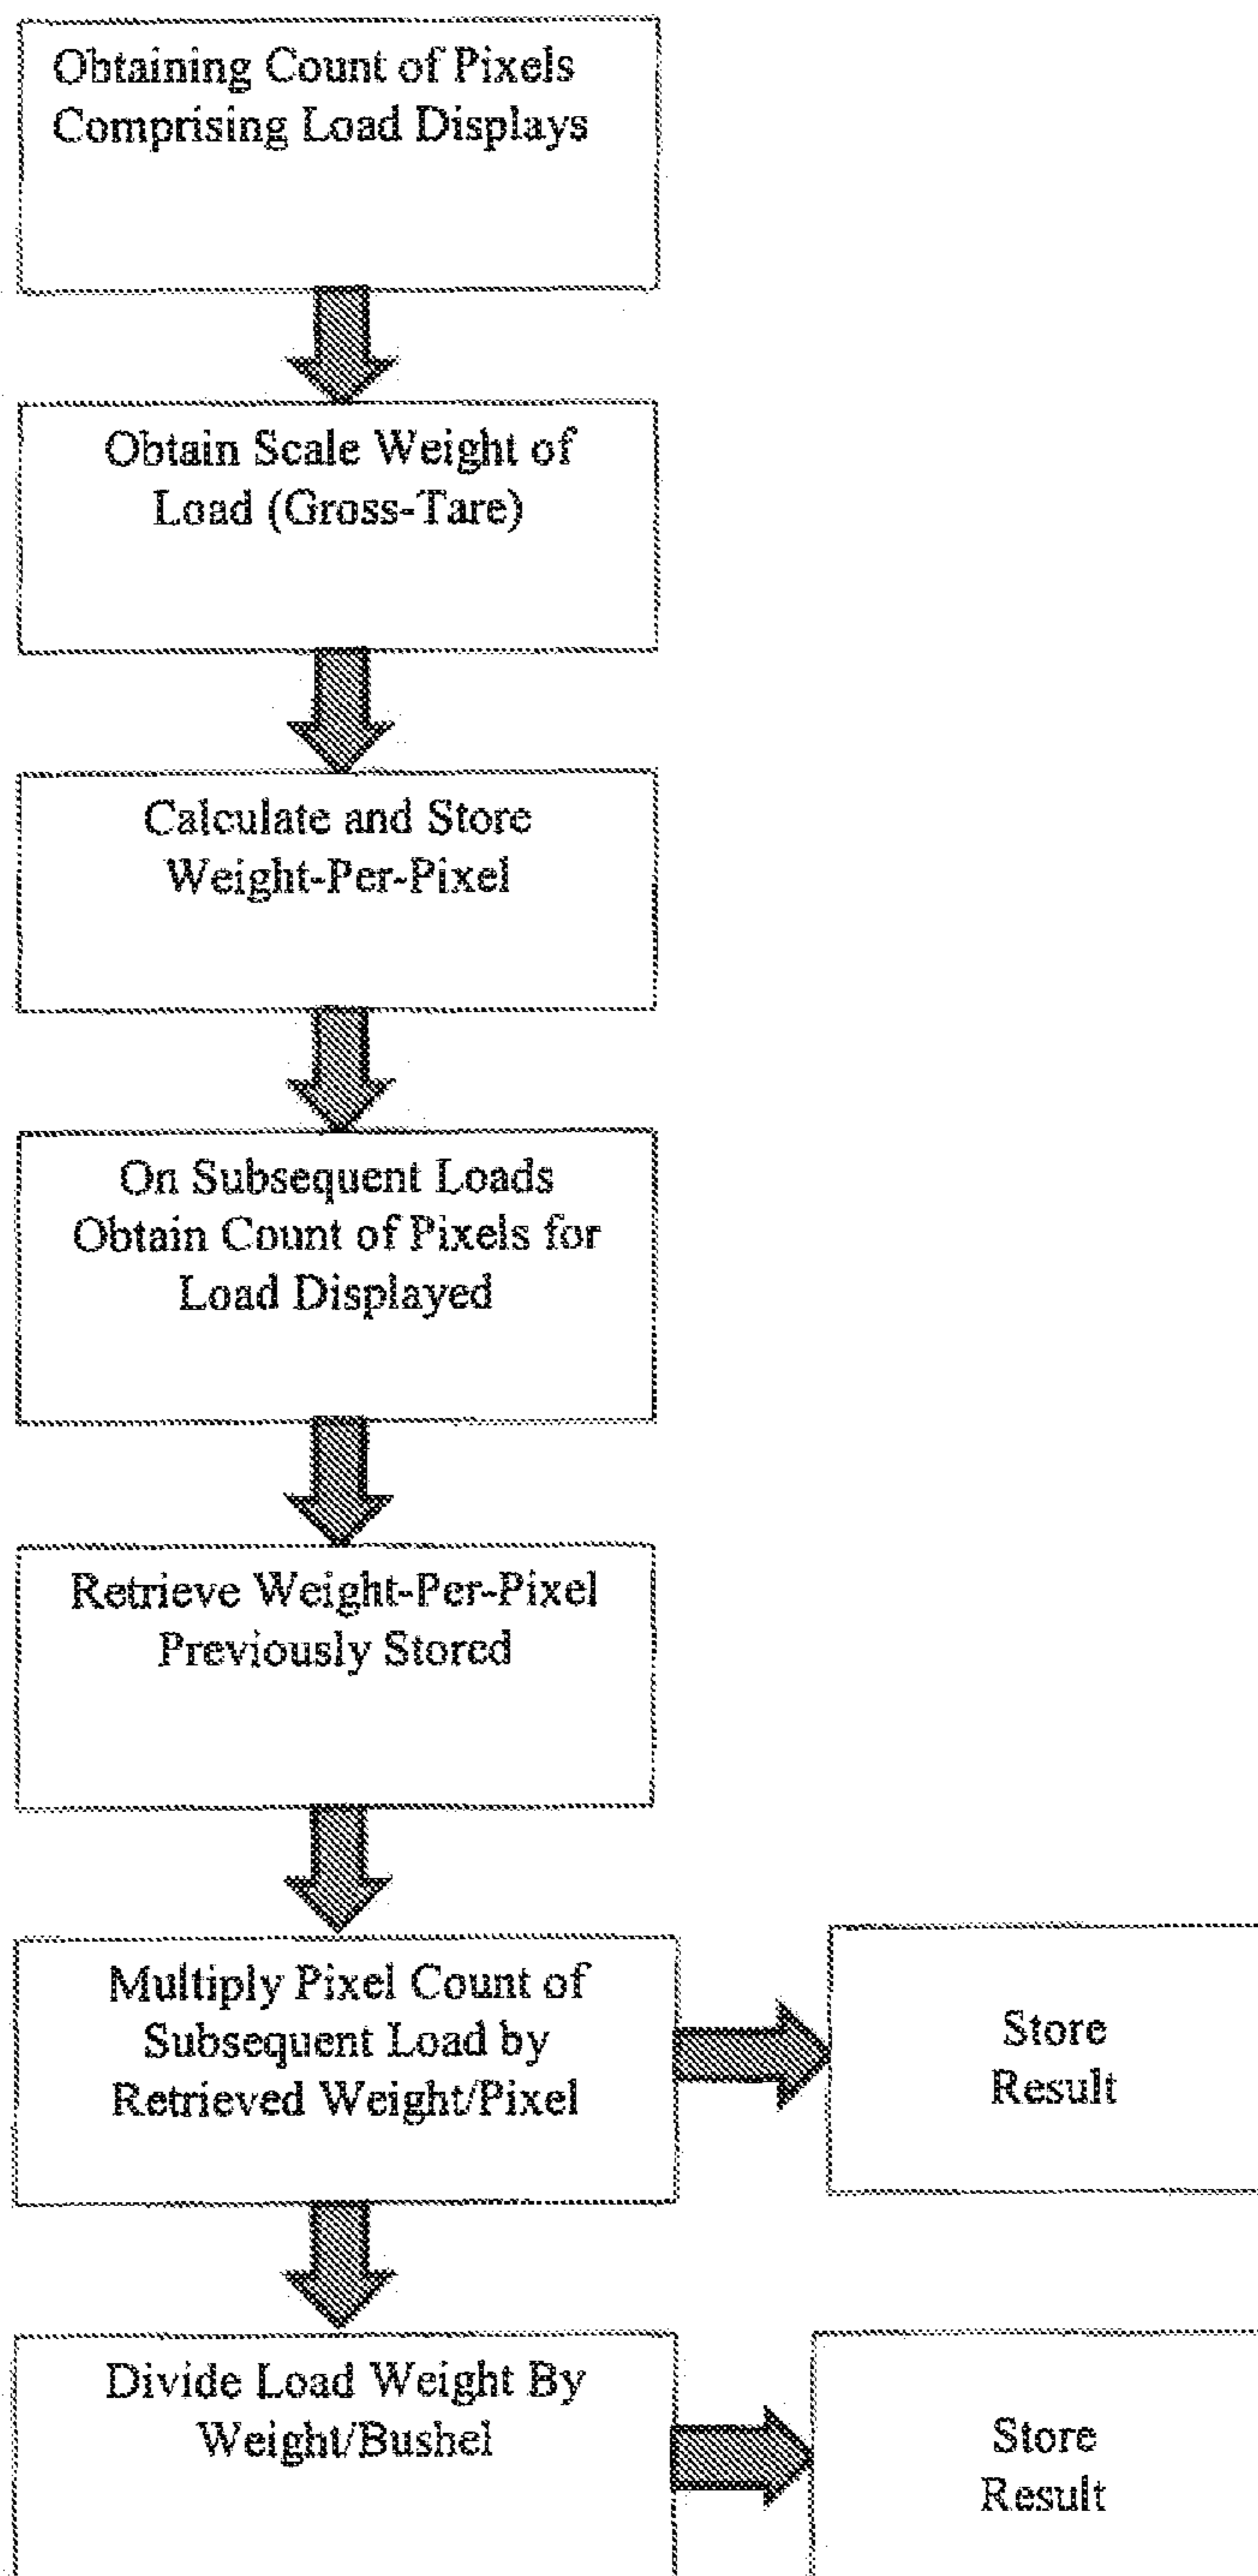 Obtaining Count of Pixels
Comprising Load Displays
Obtain Scale Weight of
Load (Gross-Tare)
Calculate and Store
Weight-Per-Pixel
On Subsequent Loads
Obtain Count of Pixels for
Load Displayed
Retrieve Weight-Per-Pixel
Previously Stored
Multiply Pixel Count of
Subsequent Load by
Retrieved Weight/Pixel
Store
Result
Divide Load Weight By
Weight/Bushel
Store
Result